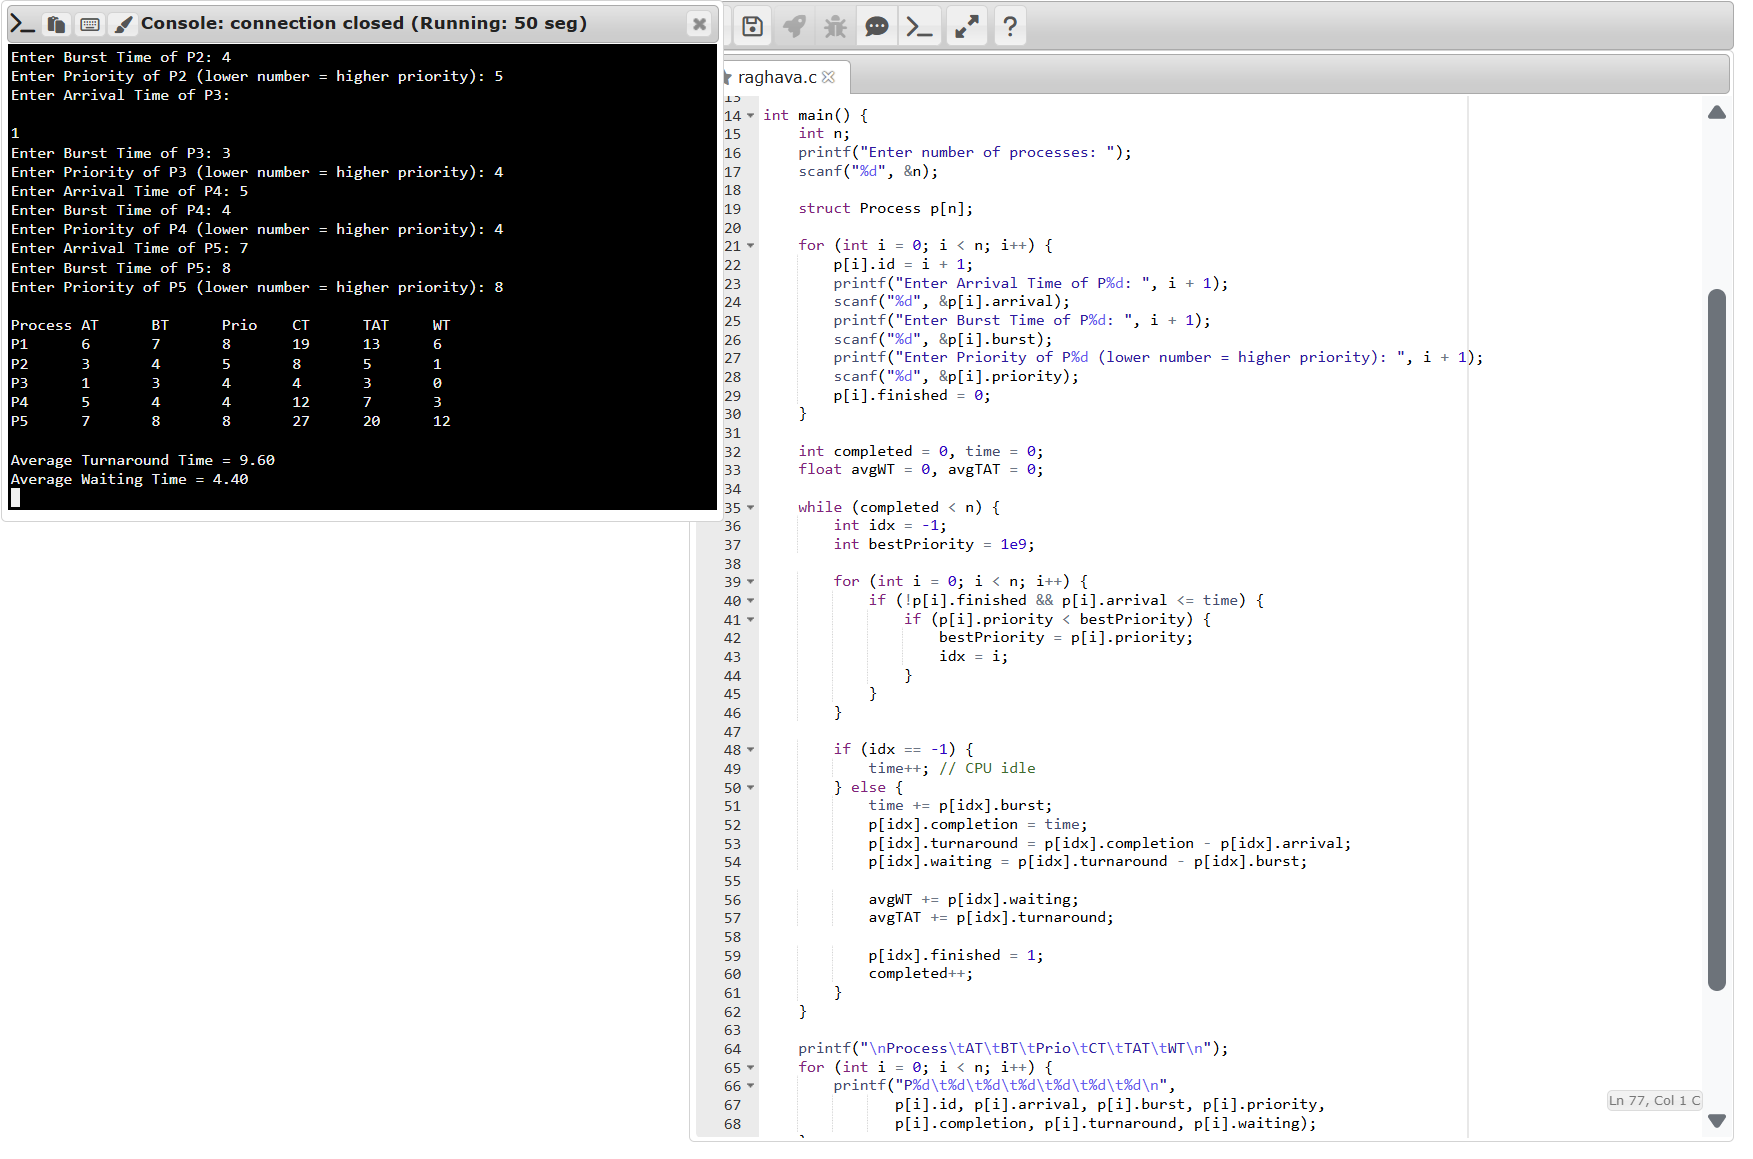 Console: connection closed (Running: 50 seg)
Enter Burst Time of P2: 4
Enter Priority of P2 (lower number = higher priority): 5
Enter Arrival Time of P3:
1
Enter Burst Time of P3: 3
Enter Priority of P3 (lower number = higher priority): 4
Enter Arrival Time of P4: 5
Enter Burst Time of P4: 4
Enter Priority of P4 (lower number = higher priority): 4
Enter Arrival Time of P5: 7
Enter Burst Time of P5: 8
Enter Priority of P5 (lower number = higher priority): 8
Process AT BT Prio CT TAT WT
P1 6 7 8 19 13 6
P2 3 4 5 8 5 1
P3 1 3 4 4 3 0
P4 5 4 4 12 7 3
P5 7 8 8 27 20 12
Average Turnaround Time = 9.60
Average Waiting Time = 4.40
raghava.c
13
14 int main() {
15 int n;
16 printf("Enter number of processes: ");
17 scanf("%d", &n);
18
19 struct Process p[n];
20
21 for (int i = 0; i < n; i++) {
22 p[i].id = i + 1;
23 printf("Enter Arrival Time of P%d: ", i + 1);
24 scanf("%d", &p[i].arrival);
25 printf("Enter Burst Time of P%d: ", i + 1);
26 scanf("%d", &p[i].burst);
27 printf("Enter Priority of P%d (lower number = higher priority): ", i + 1);
28 scanf("%d", &p[i].priority);
29 p[i].finished = 0;
30 }
31
32 int completed = 0, time = 0;
33 float avgWT = 0, avgTAT = 0;
34
35 while (completed < n) {
36 int idx = -1;
37 int bestPriority = 1e9;
38
39 for (int i = 0; i < n; i++) {
40 if (!p[i].finished && p[i].arrival <= time) {
41 if (p[i].priority < bestPriority) {
42 bestPriority = p[i].priority;
43 idx = i;
44 }
45 }
46 }
47
48 if (idx == -1) {
49 time++; // CPU idle
50 } else {
51 time += p[idx].burst;
52 p[idx].completion = time;
53 p[idx].turnaround = p[idx].completion - p[idx].arrival;
54 p[idx].waiting = p[idx].turnaround - p[idx].burst;
55
56 avgWT += p[idx].waiting;
57 avgTAT += p[idx].turnaround;
58
59 p[idx].finished = 1;
60 completed++;
61 }
62 }
63
64 printf("\nProcess\tAT\tBT\tPrio\tCT\tTAT\tWT\n");
65 for (int i = 0; i < n; i++) {
66 printf("P%d\t%d\t%d\t%d\t%d\t%d\t%d\n",
67 p[i].id, p[i].arrival, p[i].burst, p[i].priority,
68 p[i].completion, p[i].turnaround, p[i].waiting);
Ln 77, Col 1 C